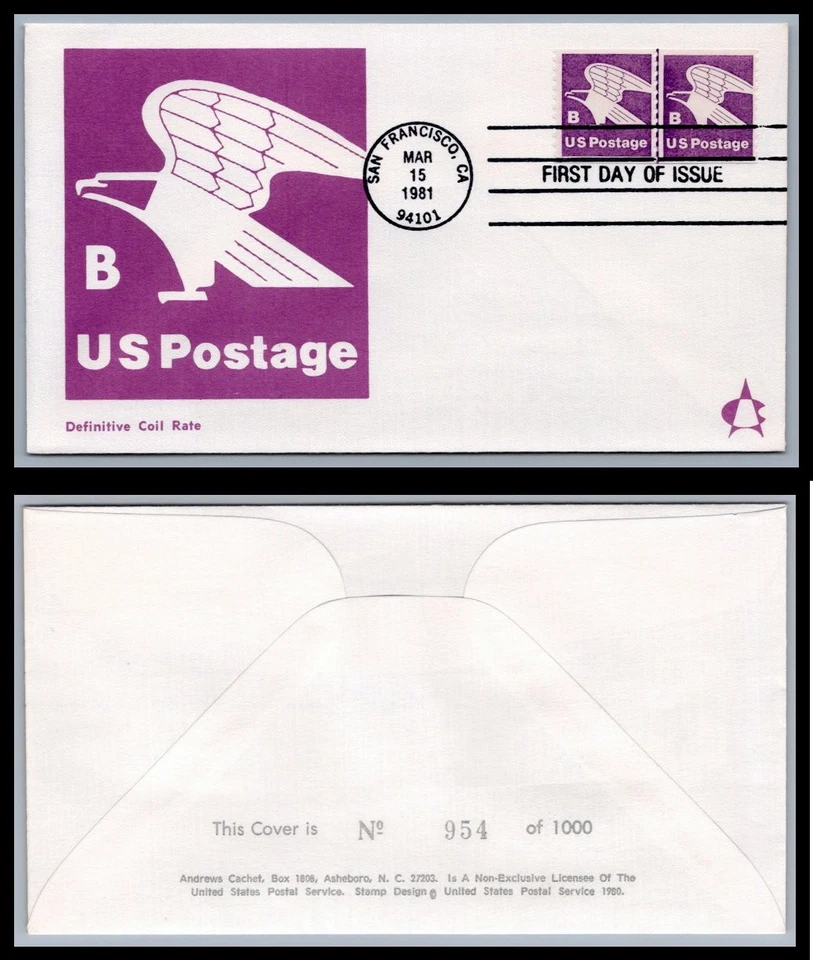 B
US Postage
Definitive Coil Rate
SAN FRANCISCO, CA
MAR
15
1981
94101
B
US Postage
B
US Postage
FIRST DAY OF ISSUE
This Cover is Nº 954 of 1000
Andrews Cachet, Box 1808, Asheboro, N. C. 27203. Is A Non-Exclusive Licensee Of The
United States Postal Service. Stamp Design © United States Postal Service 1980.